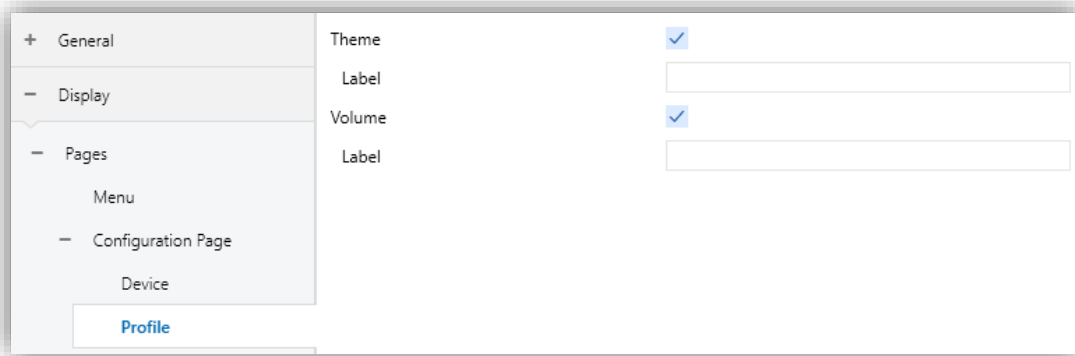 General
Display
Pages
Menu
Configuration Page
Device
Profile
Theme
Label
Volume
Label